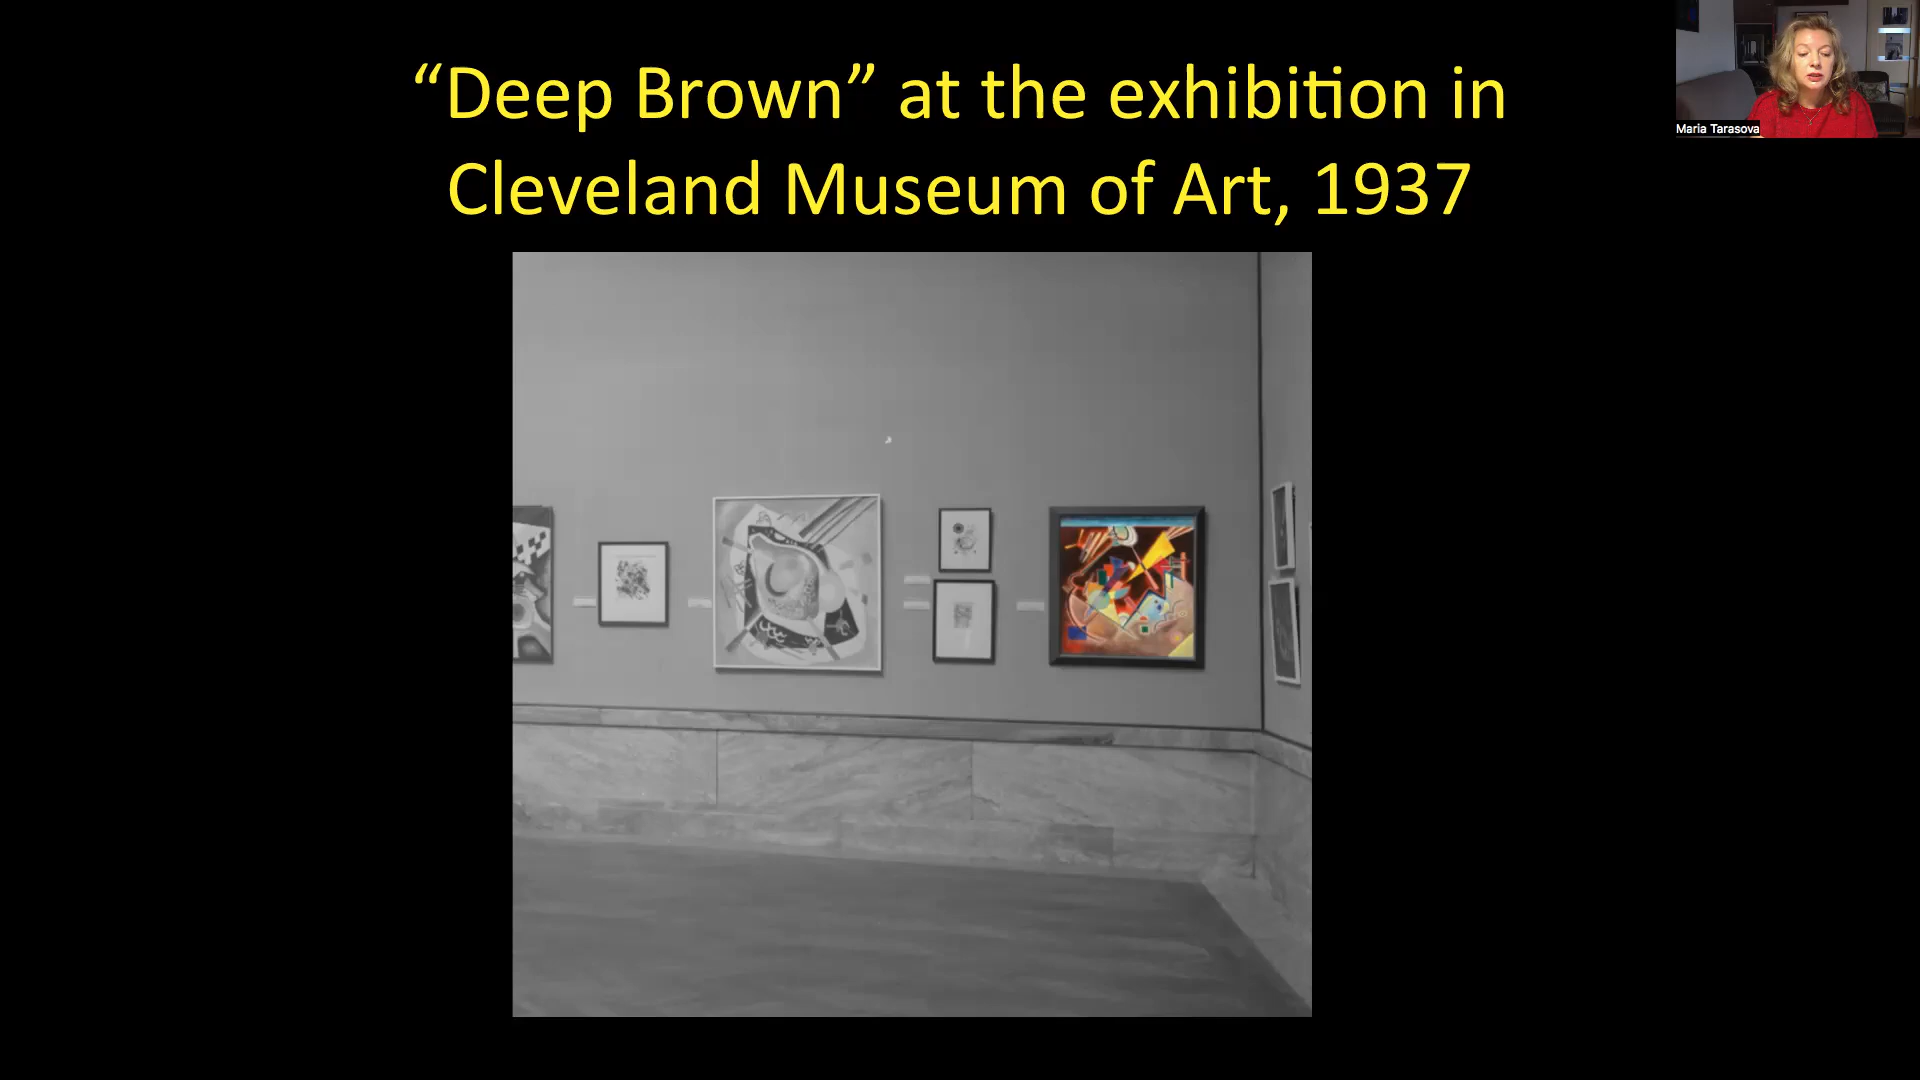 “Deep Brown” at the exhibition in
Cleveland Museum of Art, 1937
Maria Tarasova